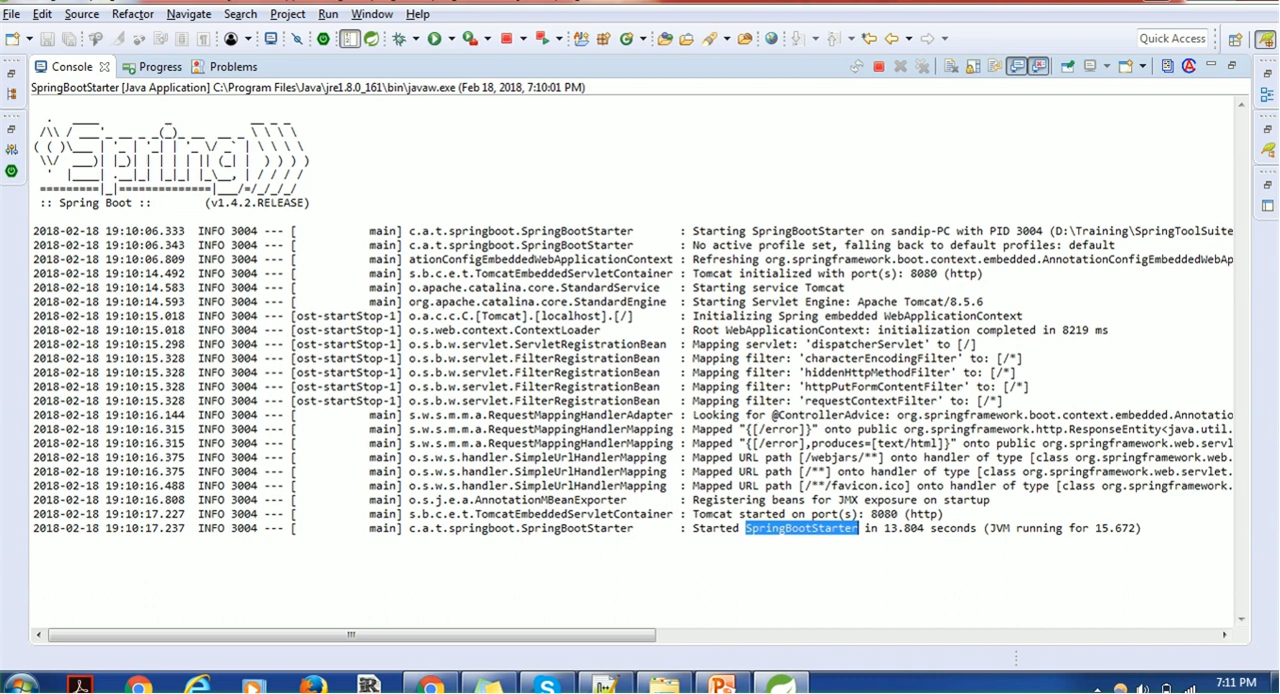 File Edit Source Refactor Navigate Search Project Run Window Help
Quick Access
Console Progress Problems
SpringBootStarter [Java Application] C:\Program Files\Java\jre1.8.0_161\bin\javaw.exe (Feb 18, 2018, 7:10:01 PM)
Spring
:: Spring Boot :: (v1.4.2.RELEASE)
2018-02-18 19:10:06.333 INFO 3004 --- [ main] c.a.t.springboot.SpringBootStarter : Starting SpringBootStarter on sandip-PC with PID 3004 (D:\Training\SpringToolSuite
2018-02-18 19:10:06.343 INFO 3004 --- [ main] c.a.t.springboot.SpringBootStarter : No active profile set, falling back to default profiles: default
2018-02-18 19:10:06.809 INFO 3004 --- [ main] ationConfigEmbeddedWebApplicationContext : Refreshing org.springframework.boot.context.embedded.AnnotationConfigEmbeddedWebAp
2018-02-18 19:10:14.492 INFO 3004 --- [ main] s.b.c.e.t.TomcatEmbeddedServletContainer : Tomcat initialized with port(s): 8080 (http)
2018-02-18 19:10:14.583 INFO 3004 --- [ main] o.apache.catalina.core.StandardService : Starting service Tomcat
2018-02-18 19:10:14.593 INFO 3004 --- [ main] org.apache.catalina.core.StandardEngine : Starting Servlet Engine: Apache Tomcat/8.5.6
2018-02-18 19:10:15.018 INFO 3004 --- [ost-startStop-1] o.a.c.c.C.[Tomcat].[localhost].[/] : Initializing Spring embedded WebApplicationContext
2018-02-18 19:10:15.018 INFO 3004 --- [ost-startStop-1] o.s.web.context.ContextLoader : Root WebApplicationContext: initialization completed in 8219 ms
2018-02-18 19:10:15.298 INFO 3004 --- [ost-startStop-1] o.s.b.w.servlet.ServletRegistrationBean : Mapping servlet: 'dispatcherServlet' to [/]
2018-02-18 19:10:15.328 INFO 3004 --- [ost-startStop-1] o.s.b.w.servlet.FilterRegistrationBean : Mapping filter: 'characterEncodingFilter' to: [/*]
2018-02-18 19:10:15.328 INFO 3004 --- [ost-startStop-1] o.s.b.w.servlet.FilterRegistrationBean : Mapping filter: 'hiddenHttpMethodFilter' to: [/*]
2018-02-18 19:10:15.328 INFO 3004 --- [ost-startStop-1] o.s.b.w.servlet.FilterRegistrationBean : Mapping filter: 'httpPutFormContentFilter' to: [/*]
2018-02-18 19:10:15.328 INFO 3004 --- [ost-startStop-1] o.s.b.w.servlet.FilterRegistrationBean : Mapping filter: 'requestContextFilter' to: [/*]
2018-02-18 19:10:16.144 INFO 3004 --- [ main] s.w.s.m.m.a.RequestMappingHandlerAdapter : Looking for @ControllerAdvice: org.springframework.boot.context.embedded.Annotatio
2018-02-18 19:10:16.315 INFO 3004 --- [ main] s.w.s.m.m.a.RequestMappingHandlerMapping : Mapped "{[/error]}" onto public org.springframework.http.ResponseEntity<java.util.
2018-02-18 19:10:16.315 INFO 3004 --- [ main] s.w.s.m.m.a.RequestMappingHandlerMapping : Mapped "{[/error],produces=[text/html]}" onto public org.springframework.web.servl
2018-02-18 19:10:16.375 INFO 3004 --- [ main] o.s.w.s.handler.SimpleUrlHandlerMapping : Mapped URL path [/webjars/**] onto handler of type [class org.springframework.web.
2018-02-18 19:10:16.375 INFO 3004 --- [ main] o.s.w.s.handler.SimpleUrlHandlerMapping : Mapped URL path [/**] onto handler of type [class org.springframework.web.servlet.
2018-02-18 19:10:16.488 INFO 3004 --- [ main] o.s.w.s.handler.SimpleUrlHandlerMapping : Mapped URL path [/**/favicon.ico] onto handler of type [class org.springframework.
2018-02-18 19:10:16.808 INFO 3004 --- [ main] o.s.j.e.a.AnnotationMBeanExporter : Registering beans for JMX exposure on startup
2018-02-18 19:10:17.227 INFO 3004 --- [ main] s.b.c.e.t.TomcatEmbeddedServletContainer : Tomcat started on port(s): 8080 (http)
2018-02-18 19:10:17.237 INFO 3004 --- [ main] c.a.t.springboot.SpringBootStarter : Started SpringBootStarter in 13.804 seconds (JVM running for 15.672)
7:11 PM